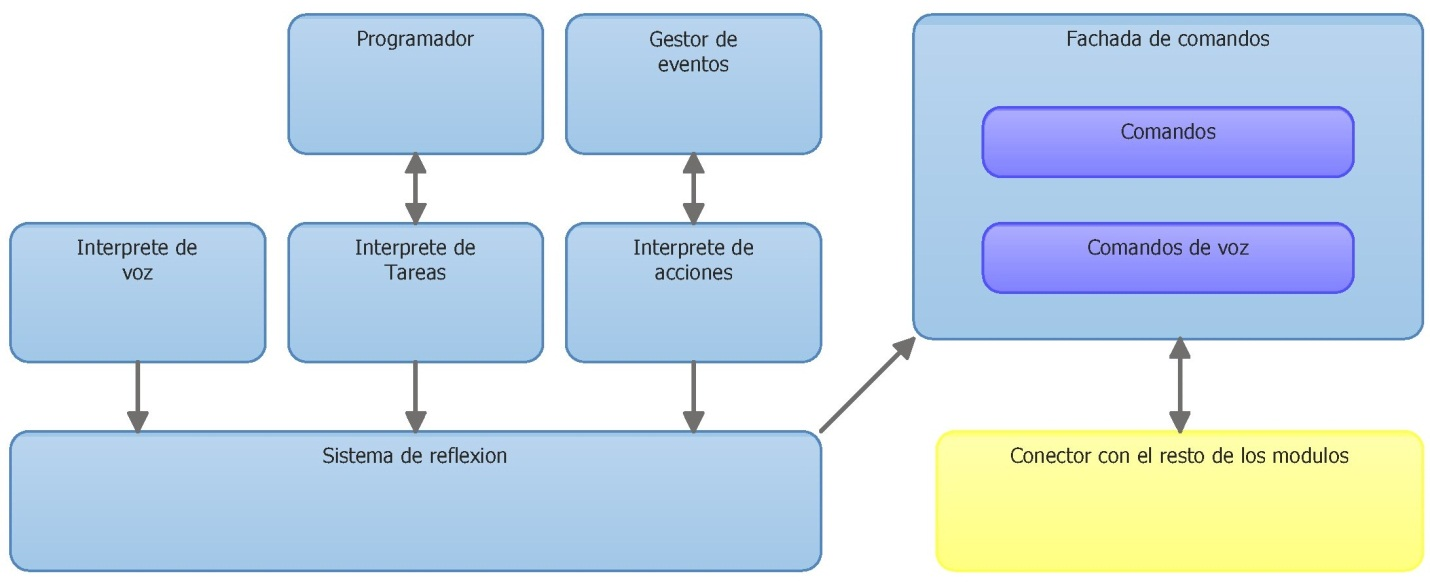 Programador
Gestor de
eventos
Fachada de comandos
Comandos
Comandos de voz
Interprete de
voz
Interprete de
Tareas
Interprete de
acciones
Sistema de reflexion
Conector con el resto de los modulos